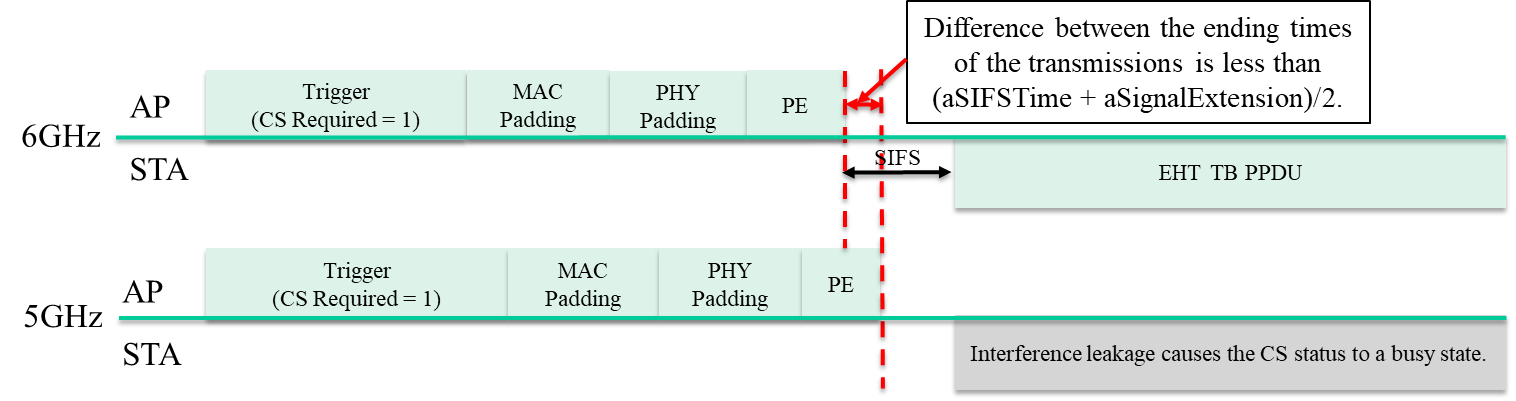 Difference between the ending times
of the transmissions is less than
(aSIFSTime + aSignalExtension)/2.
6GHz
AP
STA
Trigger
(CS Required = 1)
MAC
Padding
PHY
Padding
PE
SIFS
EHT TB PPDU
5GHz
AP
STA
Trigger
(CS Required = 1)
MAC
Padding
PHY
Padding
PE
Interference leakage causes the CS status to a busy state.